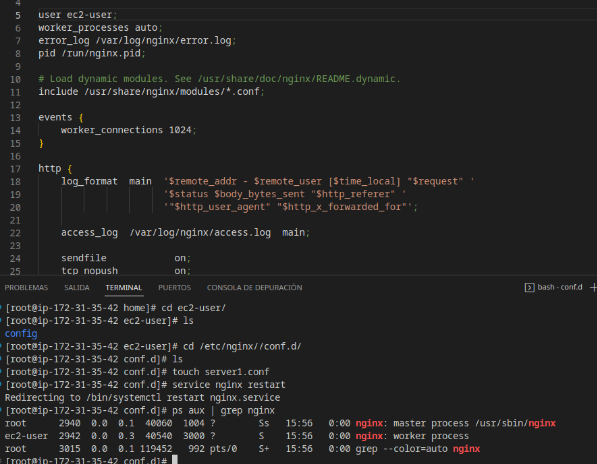 4
5 user ec2-user;
6 worker_processes auto;
7 error_log /var/log/nginx/error.log;
8 pid /run/nginx.pid;
9
10 # Load dynamic modules. See /usr/share/doc/nginx/README.dynamic.
11 include /usr/share/nginx/modules/*.conf;
12
13 events {
14 worker_connections 1024;
15 }
16
17 http {
18 log_format main '$remote_addr - $remote_user [$time_local] "$request" '
19 '$status $body_bytes_sent "$http_referer" '
20 '"$http_user_agent" "$http_x_forwarded_for"';
21
22 access_log /var/log/nginx/access.log main;
23
24 sendfile on;
25 tcp_nopush on;
PROBLEMAS SALIDA TERMINAL PUERTOS CONSOLA DE DEPURACIÓN bash - conf.d
[root@ip-172-31-35-42 home]# cd ec2-user/
[root@ip-172-31-35-42 ec2-user]# ls
config
[root@ip-172-31-35-42 ec2-user]# cd /etc/nginx//conf.d/
[root@ip-172-31-35-42 conf.d]# ls
[root@ip-172-31-35-42 conf.d]# touch server1.conf
[root@ip-172-31-35-42 conf.d]# service nginx restart
Redirecting to /bin/systemctl restart nginx.service
[root@ip-172-31-35-42 conf.d]# ps aux | grep nginx
root 2940 0.0 0.1 40060 1004 ? Ss 15:56 0:00 nginx: master process /usr/sbin/nginx
ec2-user 2942 0.0 0.3 40540 3000 ? S 15:56 0:00 nginx: worker process
root 3015 0.0 0.1 119452 992 pts/0 S+ 15:56 0:00 grep --color=auto nginx
[root@ip-172-31-35-42 conf.d]#